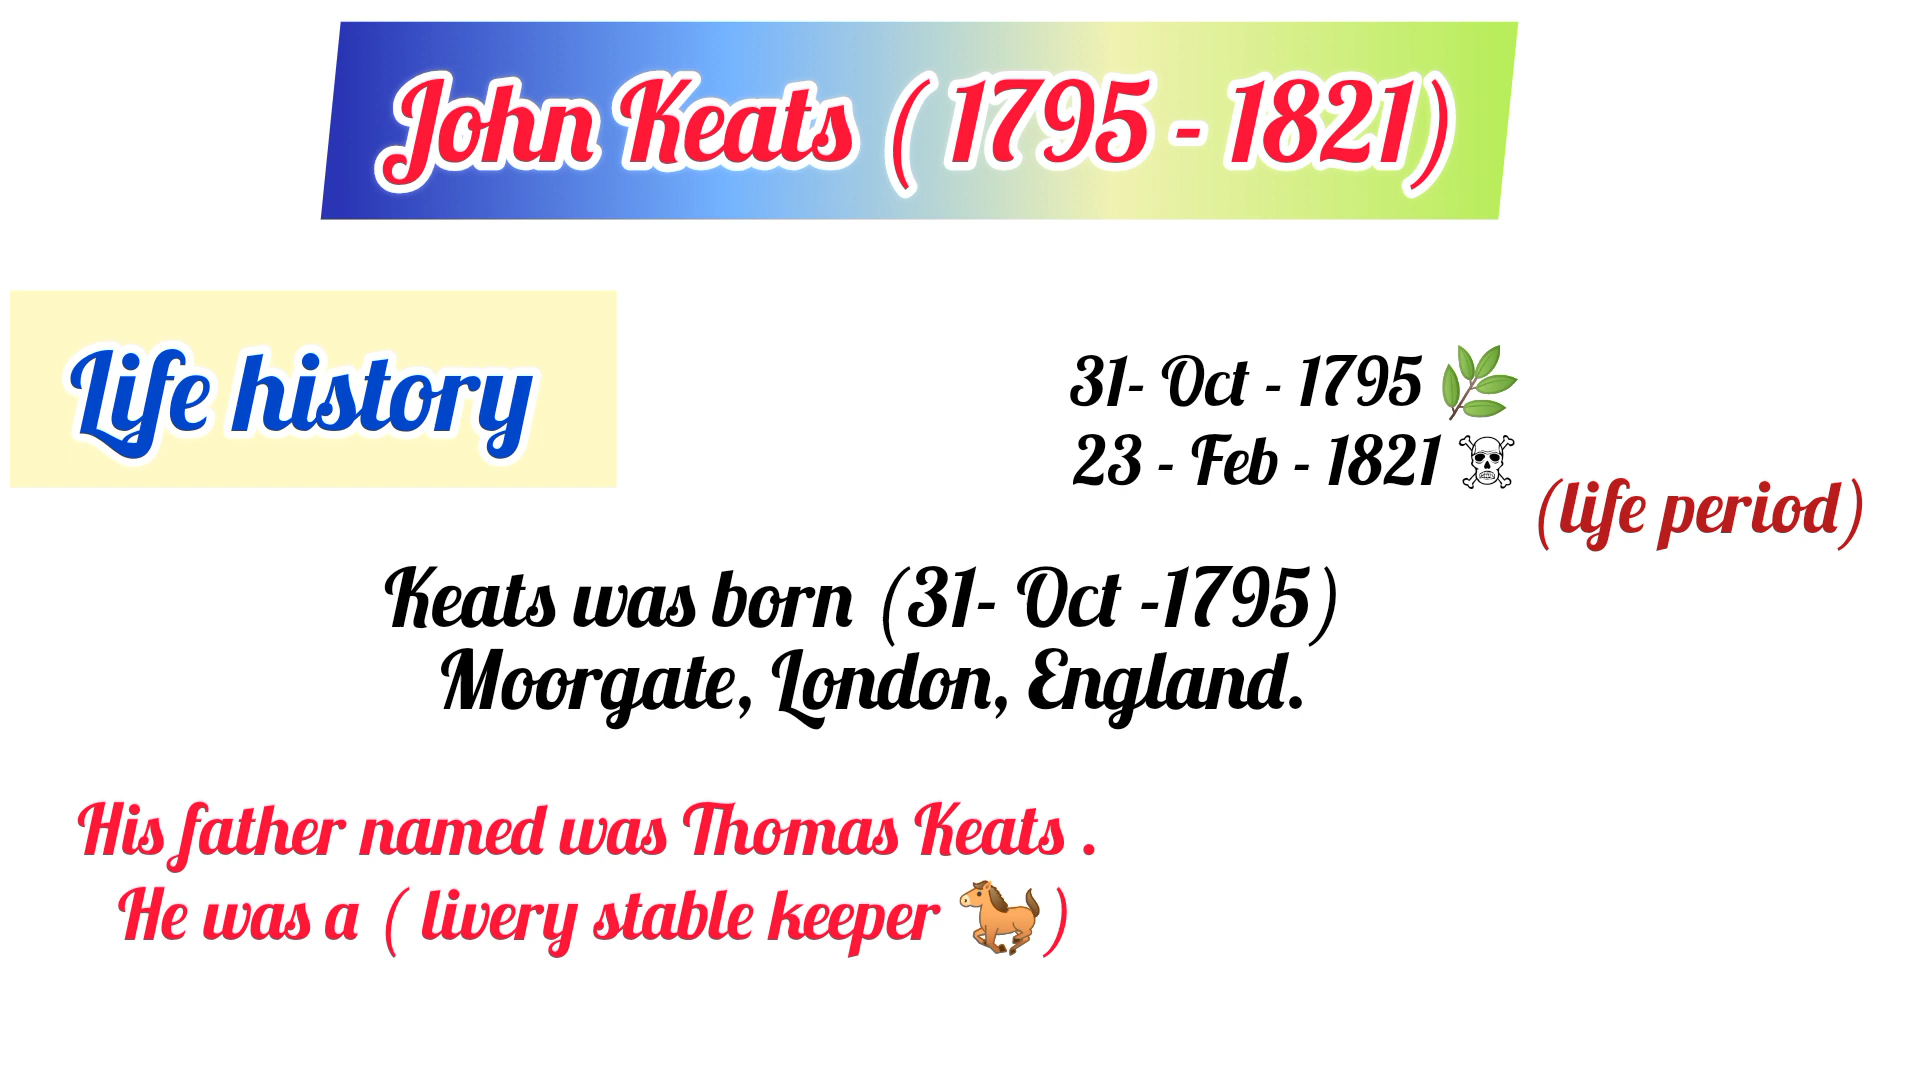 John Keats ( 1795 - 1821)
Life history
31- Oct - 1795 🌿
23 - Feb - 1821 ☠
(life period)
Keats was born (31- Oct -1795)
Moorgate, London, England.
His father named was Thomas Keats .
He was a ( livery stable keeper 🐎)